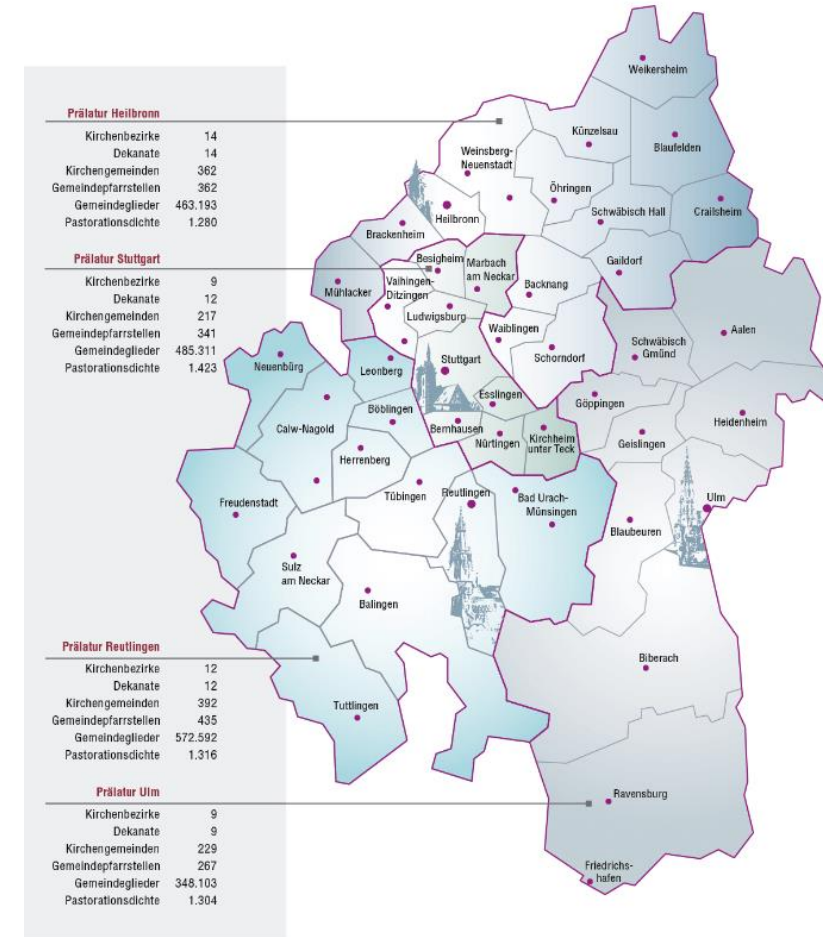 Prälatur Heilbronn
Kirchenbezirke 14
Dekanate 14
Kirchengemeinden 362
Gemeindepfarrstellen 362
Gemeindeglieder 463.193
Pastorationsdichte 1.280
Prälatur Stuttgart
Kirchenbezirke 9
Dekanate 12
Kirchengemeinden 217
Gemeindepfarrstellen 341
Gemeindeglieder 485.311
Pastorationsdichte 1.423
Prälatur Reutlingen
Kirchenbezirke 12
Dekanate 12
Kirchengemeinden 392
Gemeindepfarrstellen 435
Gemeindeglieder 572.592
Pastorationsdichte 1.316
Prälatur Ulm
Kirchenbezirke 9
Dekanate 9
Kirchengemeinden 229
Gemeindepfarrstellen 267
Gemeindeglieder 348.103
Pastorationsdichte 1.304
Weikersheim
Künzelsau
Blaufelden
Weinsberg-
Neuenstadt
Öhringen
Schwäbisch Hall
Crailsheim
Heilbronn
Brackenheim
Gaildorf
Besigheim
Marbach
am Neckar
Mühlacker
Vaihingen-
Ditzingen
Backnang
Ludwigsburg
Waiblingen
Aalen
Schwäbisch
Gmünd
Schorndorf
Stuttgart
Neuenbürg
Leonberg
Esslingen
Göppingen
Böblingen
Heidenheim
Calw-Nagold
Bernhausen
Nürtingen
Kirchheim
unter Teck
Geislingen
Herrenberg
Tübingen
Reutlingen
Bad Urach-
Münsingen
Ulm
Freudenstadt
Blaubeuren
Sulz
am Neckar
Balingen
Biberach
Tuttlingen
Ravensburg
Friedrichs-
hafen